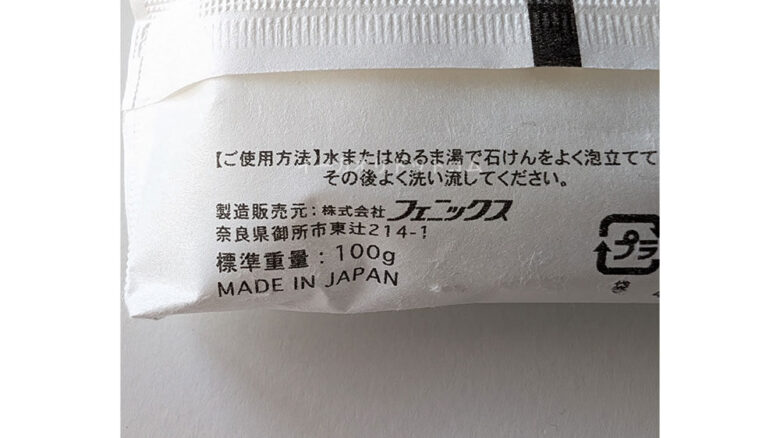 【ご使用方法】水またはぬるま湯で石けんをよく泡立てて
その後よく洗い流してください。
製造販売元：株式会社フェニックス
奈良県御所市東辻214-1
標準重量：100g
MADE IN JAPAN
プラ
袋